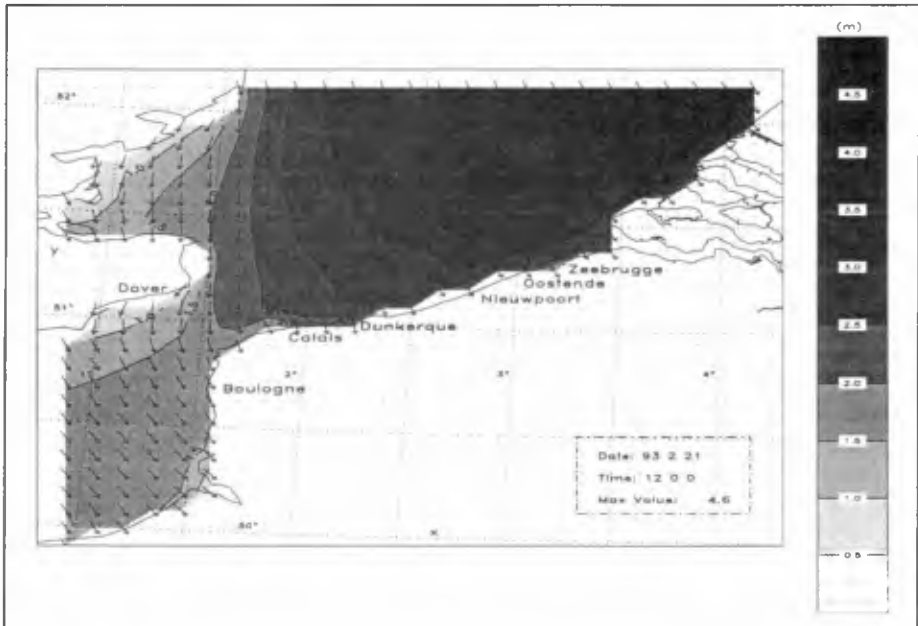 (m)
4.5
4.0
3.5
3.0
2.5
2.0
1.5
1.0
0.5
52°
Y
Dover
51°
Zeebrugge
Oostende
Nieuwpoort
Dunkerque
Calais
2°
3°
4°
Boulogne
Date: 93 2 21
Time: 12 0 0
Max Value: 4.6
50°
X